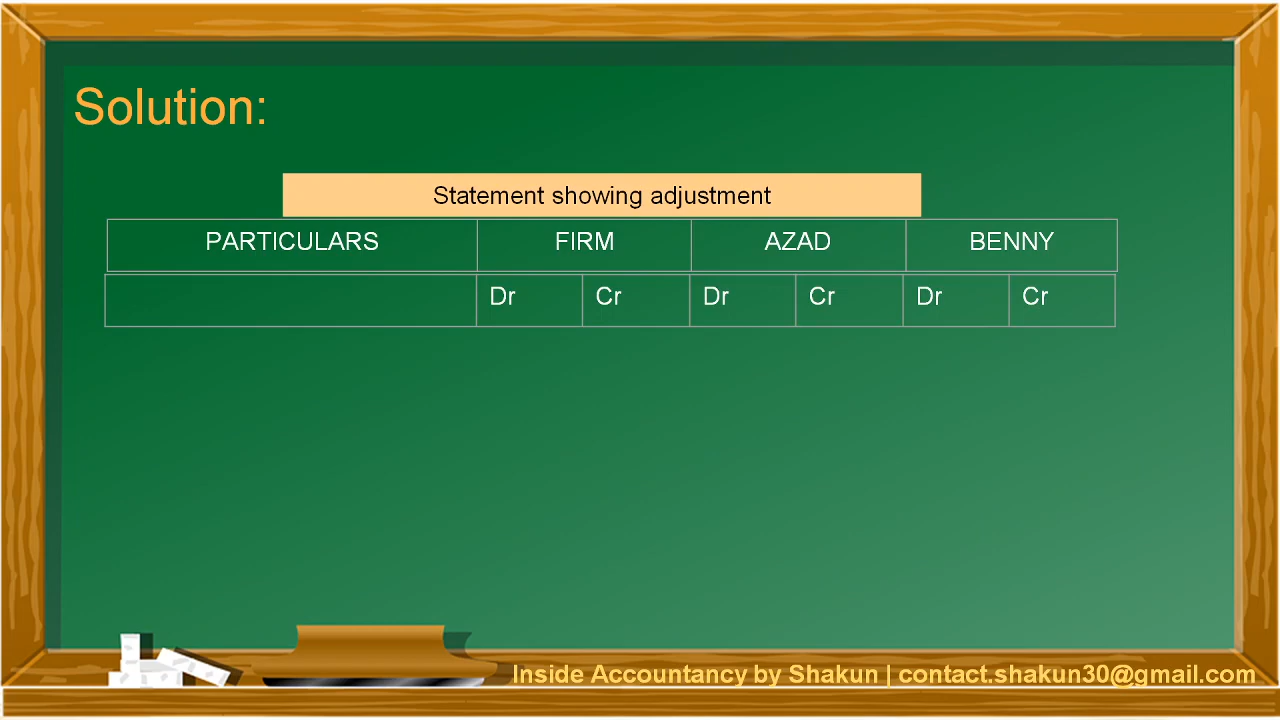 Solution:
Statement showing adjustment
PARTICULARS FIRM AZAD BENNY
Dr Cr Dr Cr Dr Cr
Inside Accountancy by Shakun | contact.shakun30@gmail.com